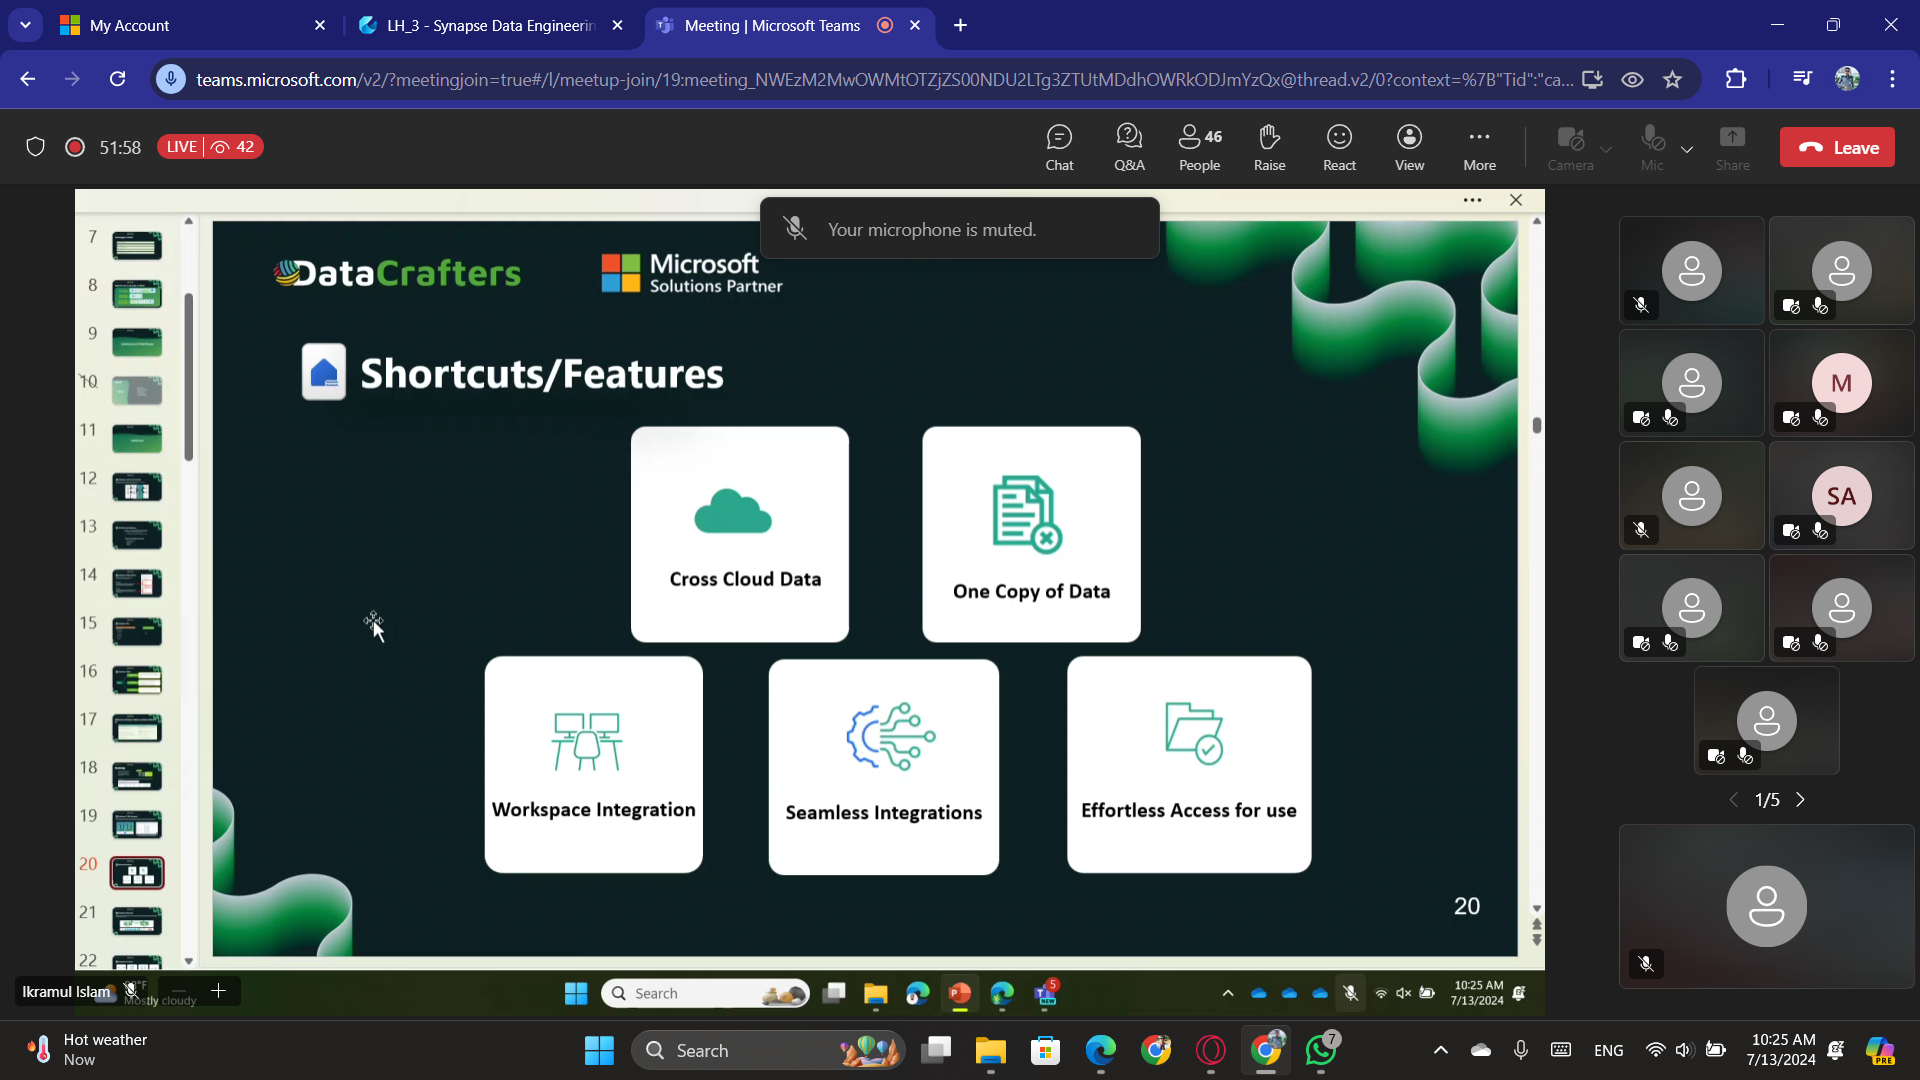 My Account
LH_3 - Synapse Data Engineerin
Meeting | Microsoft Teams
teams.microsoft.com/v2/?meetingjoin=true#/l/meetup-join/19:meeting_NWEzM2MwOWMtOTZjZS00NDU2LTg3ZTUtMDdhOWRkODJmYzQx@thread.v2/0?context=%7B"Tid":"ca...
51:58
LIVE 42
Chat
Q&A
46
People
Raise
React
View
More
Camera
Mic
Share
Leave
Your microphone is muted.
7
8
9
10
11
12
13
14
15
16
17
18
19
20
21
22
DataCrafters
Microsoft
Solutions Partner
Shortcuts/Features
Cross Cloud Data
One Copy of Data
Workspace Integration
Seamless Integrations
Effortless Access for use
20
M
SA
1/5
Ikramul Islam
Mostly cloudy
Search
5
NEW
10:25 AM
7/13/2024
Hot weather
Now
Search
7
ENG
10:25 AM
7/13/2024
PRE